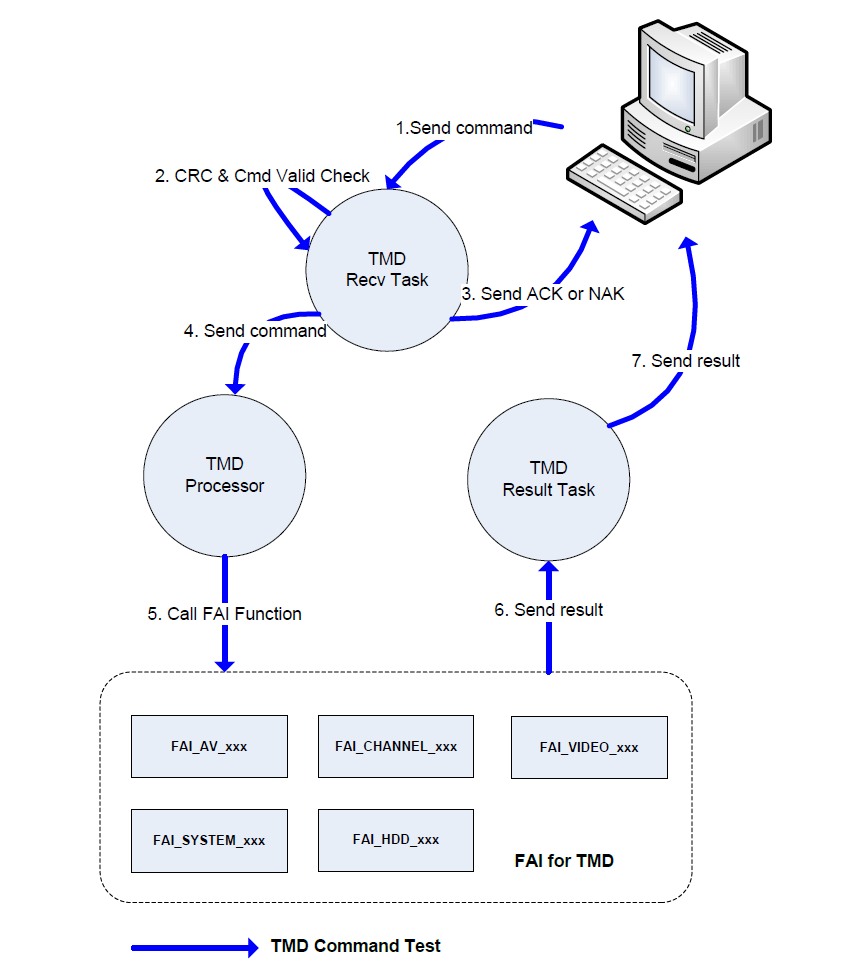 1.Send command
2. CRC & Cmd Valid Check
TMD
Recv Task
3. Send ACK or NAK
4. Send command
7. Send result
TMD
Processor
TMD
Result Task
5. Call FAI Function
6. Send result
FAI_AV_xxx
FAI_CHANNEL_xxx
FAI_VIDEO_xxx
FAI_SYSTEM_xxx
FAI_HDD_xxx
FAI for TMD
TMD Command Test